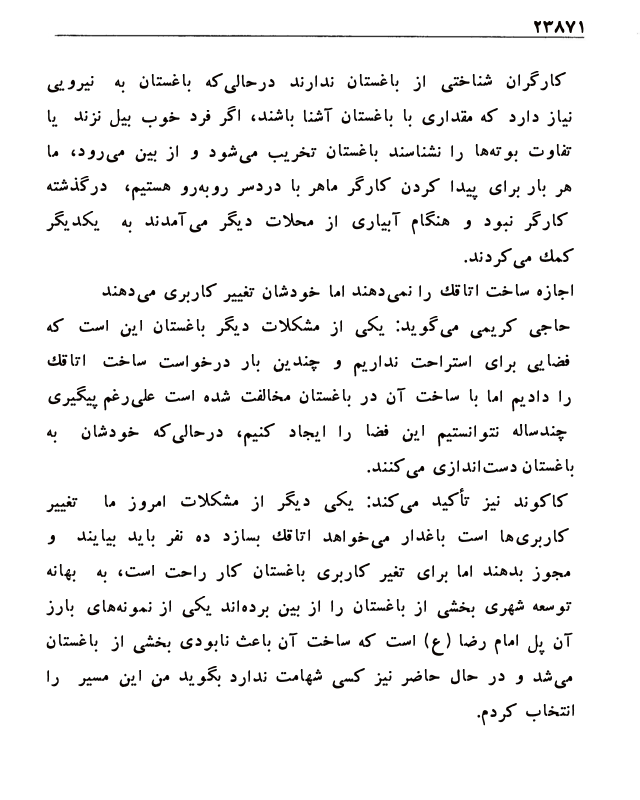 ۲۳۸۷۱
کارگران شناختی از باغستان ندارند درحالی‌که باغستان به نیرویی
نیاز دارد که مقداری با باغستان آشنا باشند، اگر فرد خوب بیل نزند یا
تفاوت بوته‌ها را نشناسند باغستان تخریب می‌شود و از بین می‌رود، ما
هر بار برای پیدا کردن کارگر ماهر با دردسر روبه‌رو هستیم، درگذشته
کارگر نبود و هنگام آبیاری از محلات دیگر می‌آمدند به یکدیگر
کمک می‌کردند.
اجازه ساخت اتاقک را نمی‌دهند اما خودشان تغییر کاربری می‌دهند
حاجی کریمی می‌گوید: یکی از مشکلات دیگر باغستان این است که
فضایی برای استراحت نداریم و چندین بار درخواست ساخت اتاقک
را دادیم اما با ساخت آن در باغستان مخالفت شده است علی‌رغم پیگیری
چندساله نتوانستیم این فضا را ایجاد کنیم، درحالی‌که خودشان به
باغستان دست‌اندازی می‌کنند.
کاکوند نیز تأکید می‌کند: یکی دیگر از مشکلات امروز ما تغییر
کاربری‌ها است باغدار می‌خواهد اتاقک بسازد ده نفر باید بیایند و
مجوز بدهند اما برای تغیر کاربری باغستان کار راحت است، به بهانه
توسعه شهری بخشی از باغستان را از بین برده‌اند یکی از نمونه‌های بارز
آن پل امام رضا (ع) است که ساخت آن باعث نابودی بخشی از باغستان
می‌شد و در حال حاضر نیز کسی شهامت ندارد بگوید من این مسیر را
انتخاب کردم.